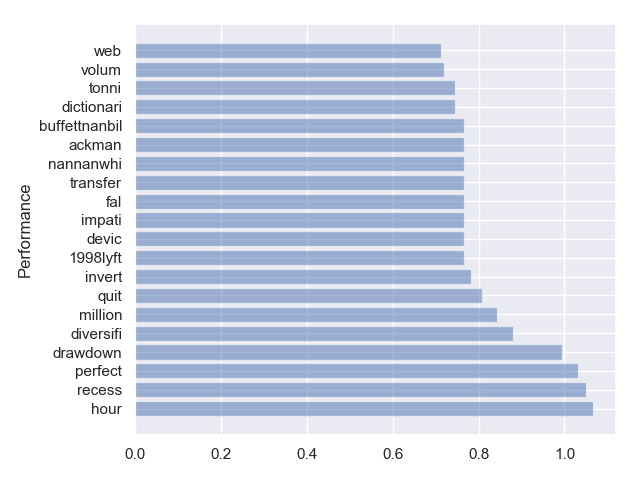 Performance
web
volum
tonni
dictionari
buffettnanbil
ackman
nannanwhi
transfer
fal
impati
devic
1998lyft
invert
quit
million
diversifi
drawdown
perfect
recess
hour
0.0 0.2 0.4 0.6 0.8 1.0